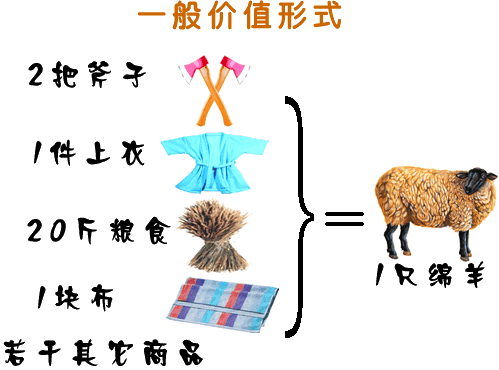 一般价值形式
2把斧子
1件上衣
20斤粮食
1块布
若干其它商品
=
1只绵羊